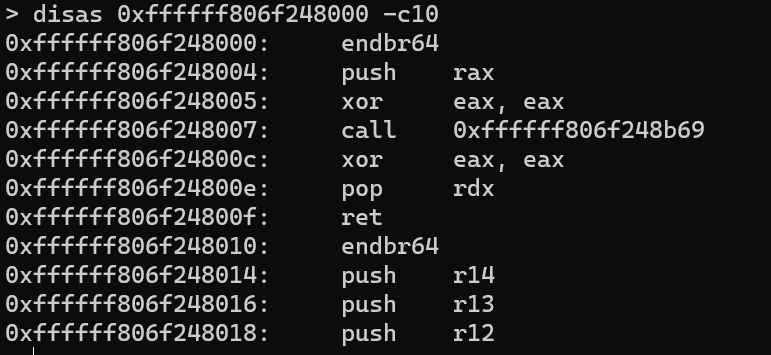 > disas 0xffffff806f248000 -c10
0xffffff806f248000: endbr64
0xffffff806f248004: push rax
0xffffff806f248005: xor eax, eax
0xffffff806f248007: call 0xffffff806f248b69
0xffffff806f24800c: xor eax, eax
0xffffff806f24800e: pop rdx
0xffffff806f24800f: ret
0xffffff806f248010: endbr64
0xffffff806f248014: push r14
0xffffff806f248016: push r13
0xffffff806f248018: push r12